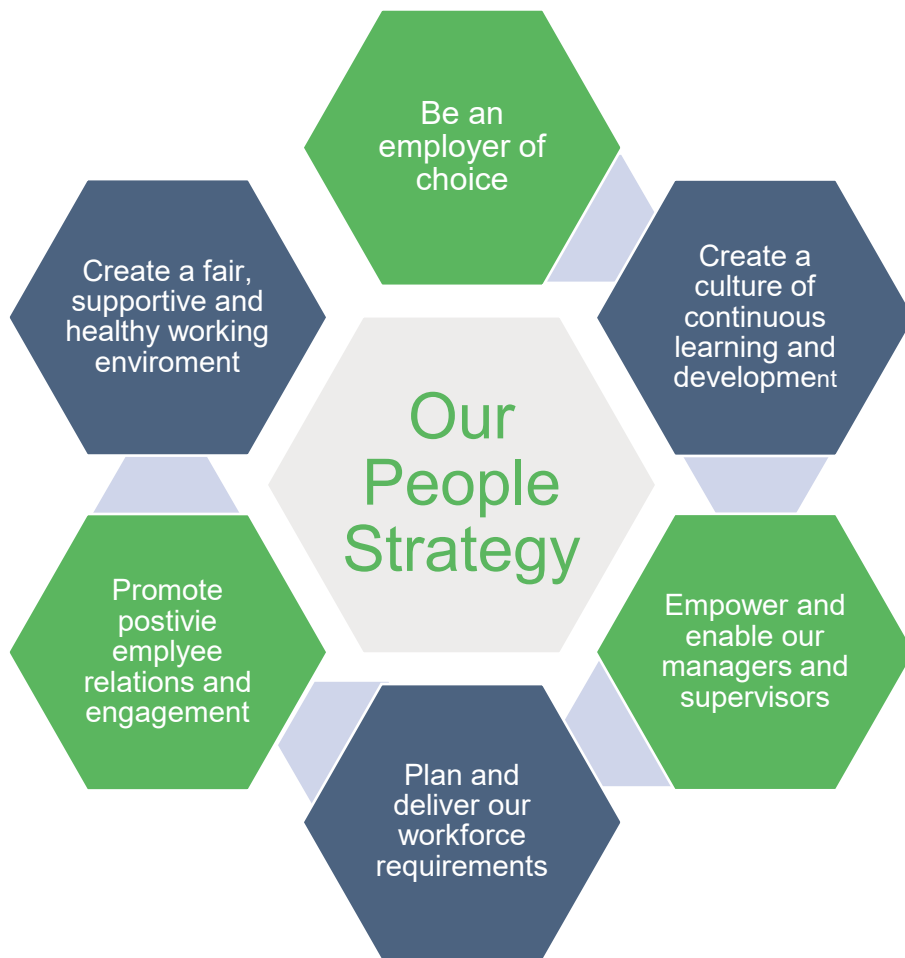 Be an
employer of
choice
Create a
culture of
continuous
learning and
development
Empower and
enable our
managers and
supervisors
Plan and
deliver our
workforce
requirements
Promote
postivie
emplyee
relations and
engagement
Create a fair,
supportive and
healthy working
enviroment
Our
People
Strategy